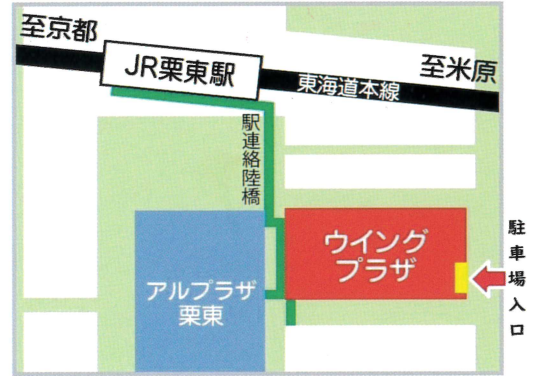 至京都
JR栗東駅
東海道本線
至米原
駅連絡陸橋
ウイング
プラザ
アルプラザ
栗東
駐車場入口